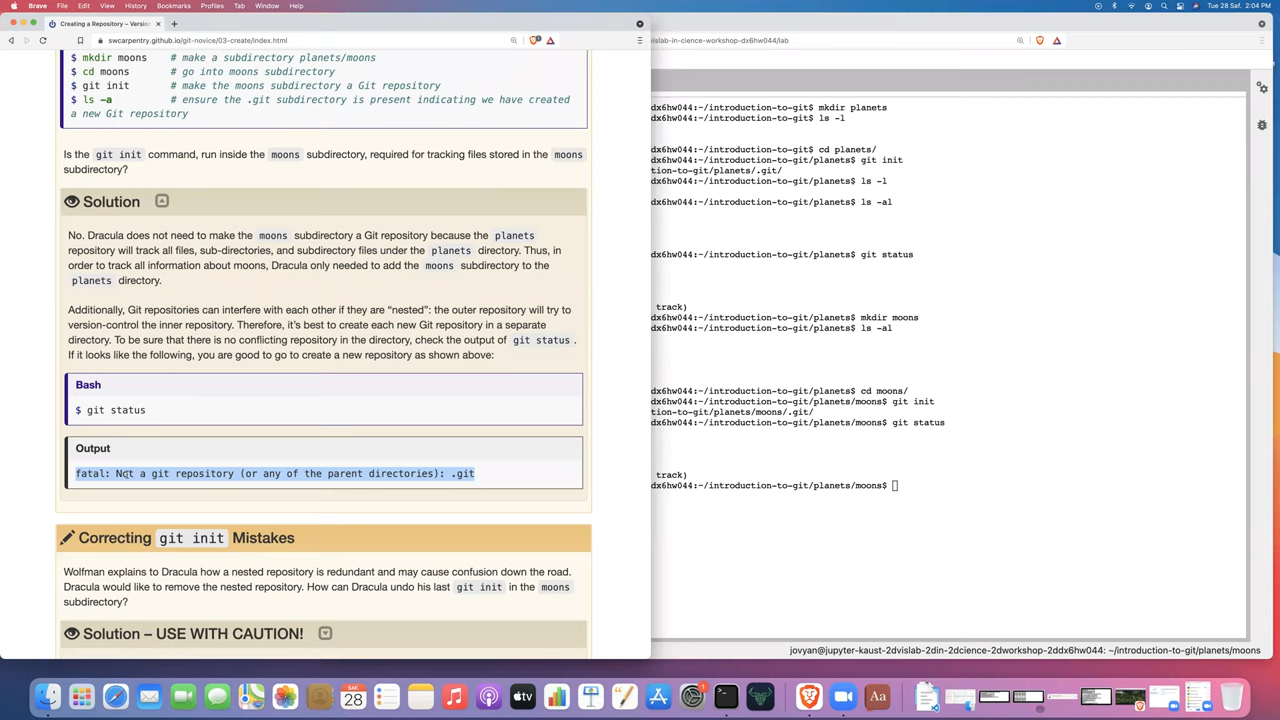 Brave File Edit View History Bookmarks Profiles Tab Window Help
Tue 28 Saf. 2:04 PM
Creating a Repository – Versio
swcarpentry.github.io/git-novice/03-create/index.html
vislab-in-cience-workshop-dx6hw044/lab
$ mkdir moons # make a subdirectory planets/moons
$ cd moons # go into moons subdirectory
$ git init # make the moons subdirectory a Git repository
$ ls -a # ensure the .git subdirectory is present indicating we have created
a new Git repository
Is the git init command, run inside the moons subdirectory, required for tracking files stored in the moons
subdirectory?
Solution
No. Dracula does not need to make the moons subdirectory a Git repository because the planets
repository will track all files, sub-directories, and subdirectory files under the planets directory. Thus, in
order to track all information about moons, Dracula only needed to add the moons subdirectory to the
planets directory.
Additionally, Git repositories can interfere with each other if they are “nested”: the outer repository will try to
version-control the inner repository. Therefore, it’s best to create each new Git repository in a separate
directory. To be sure that there is no conflicting repository in the directory, check the output of git status .
If it looks like the following, you are good to go to create a new repository as shown above:
Bash
$ git status
Output
fatal: Not a git repository (or any of the parent directories): .git
Correcting git init Mistakes
Wolfman explains to Dracula how a nested repository is redundant and may cause confusion down the road.
Dracula would like to remove the nested repository. How can Dracula undo his last git init in the moons
subdirectory?
Solution – USE WITH CAUTION!
dx6hw044:~/introduction-to-git$ mkdir planets
dx6hw044:~/introduction-to-git$ ls -l
dx6hw044:~/introduction-to-git$ cd planets/
dx6hw044:~/introduction-to-git/planets$ git init
tion-to-git/planets/.git/
dx6hw044:~/introduction-to-git/planets$ ls -l
dx6hw044:~/introduction-to-git/planets$ ls -al
dx6hw044:~/introduction-to-git/planets$ git status
track)
dx6hw044:~/introduction-to-git/planets$ mkdir moons
dx6hw044:~/introduction-to-git/planets$ ls -al
dx6hw044:~/introduction-to-git/planets$ cd moons/
dx6hw044:~/introduction-to-git/planets/moons$ git init
tion-to-git/planets/moons/.git/
dx6hw044:~/introduction-to-git/planets/moons$ git status
track)
dx6hw044:~/introduction-to-git/planets/moons$
jovyan@jupyter-kaust-2dvislab-2din-2dcience-2dworkshop-2ddx6hw044: ~/introduction-to-git/planets/moons
SAF.
28
tv
Aa